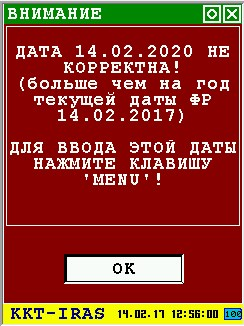 ВНИМАНИЕ
ДАТА 14.02.2020 НЕ
КОРРЕКТНА!
(больше чем на год
текущей даты ФР
14.02.2017)
ДЛЯ ВВОДА ЭТОЙ ДАТЫ
НАЖМИТЕ КЛАВИШУ
'MENU'!
OK
KKT-IRAS 14.02.17 12:56:00 100